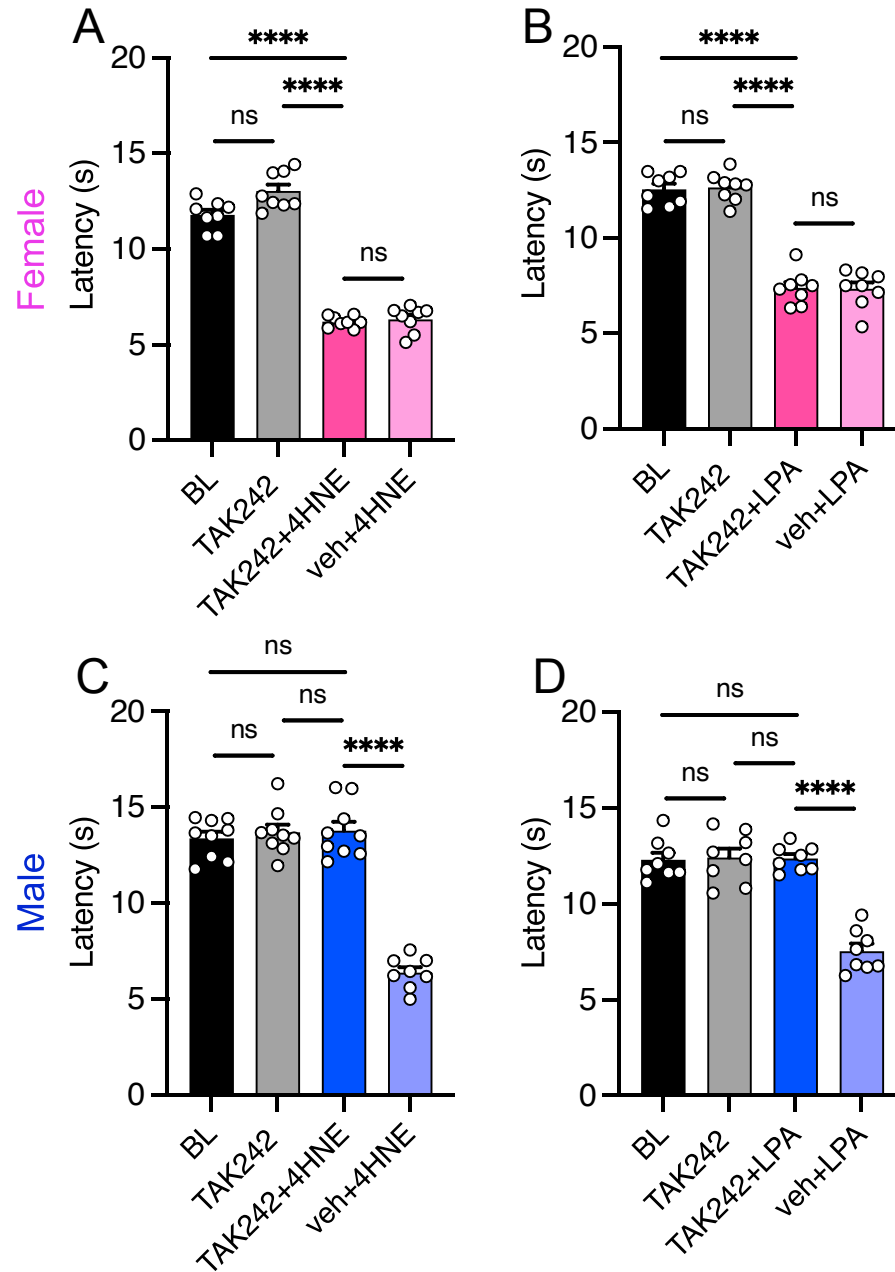 A
****
20
****
ns
15
Latency (s)
10
ns
5
0
BL
TAK242
TAK242+4HNE
veh+4HNE
Female
B
****
20
****
ns
15
Latency (s)
ns
10
5
0
BL
TAK242
TAK242+LPA
veh+LPA
C
ns
20
ns
ns
****
15
Latency (s)
10
5
0
BL
TAK242
TAK242+4HNE
veh+4HNE
Male
D
ns
20
ns
ns
****
15
Latency (s)
10
5
0
BL
TAK242
TAK242+LPA
veh+LPA